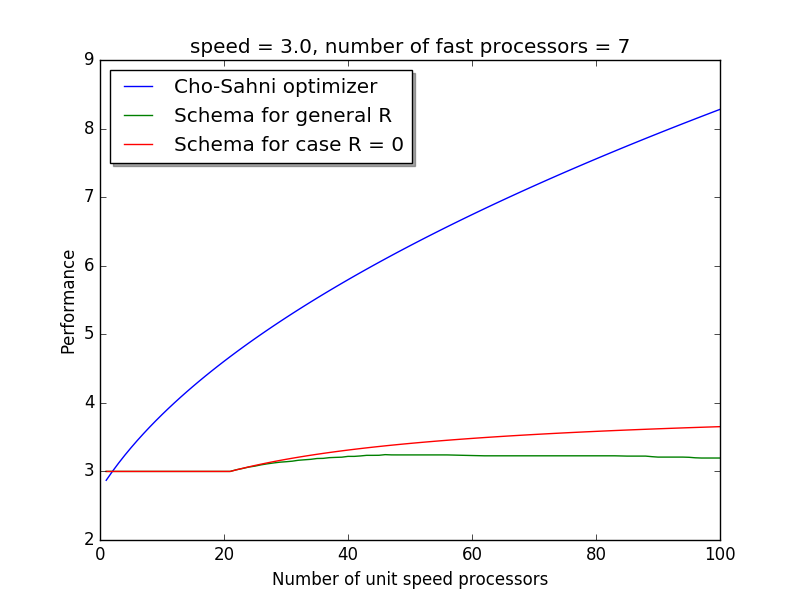 speed = 3.0, number of fast processors = 7
Cho-Sahni optimizer
Schema for general R
Schema for case R = 0
9
8
7
6
5
4
3
2
Performance
0 20 40 60 80 100
Number of unit speed processors